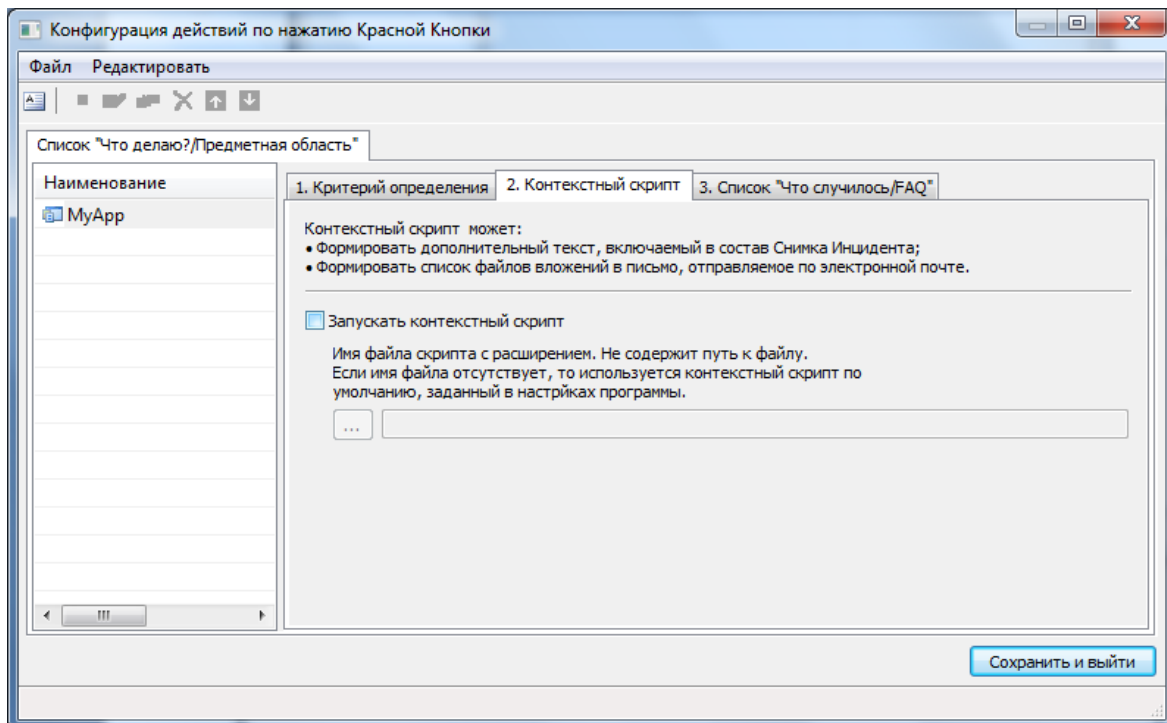 Конфигурация действий по нажатию Красной Кнопки
Файл Редактировать
Список "Что делаю?/Предметная область"
Наименование
MyApp
1. Критерий определения 2. Контекстный скрипт 3. Список "Что случилось/FAQ"
Контекстный скрипт может:
• Формировать дополнительный текст, включаемый в состав Снимка Инцидента;
• Формировать список файлов вложений в письмо, отправляемое по электронной почте.
Запускать контекстный скрипт
Имя файла скрипта с расширением. Не содержит путь к файлу.
Если имя файла отсутствует, то используется контекстный скрипт по
умолчанию, заданный в настрйках программы.
...
Сохранить и выйти